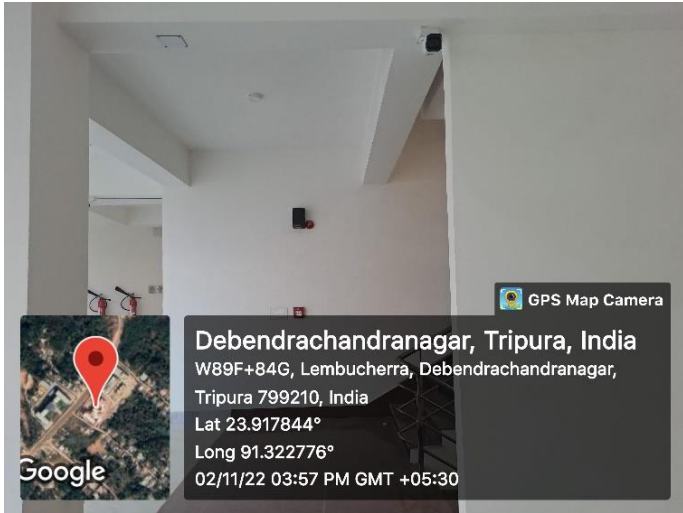 GPS Map Camera
Debendrachandranagar, Tripura, India
W89F+84G, Lembucherra, Debendrachandranagar,
Tripura 799210, India
Lat 23.917844°
Long 91.322776°
02/11/22 03:57 PM GMT +05:30
Google